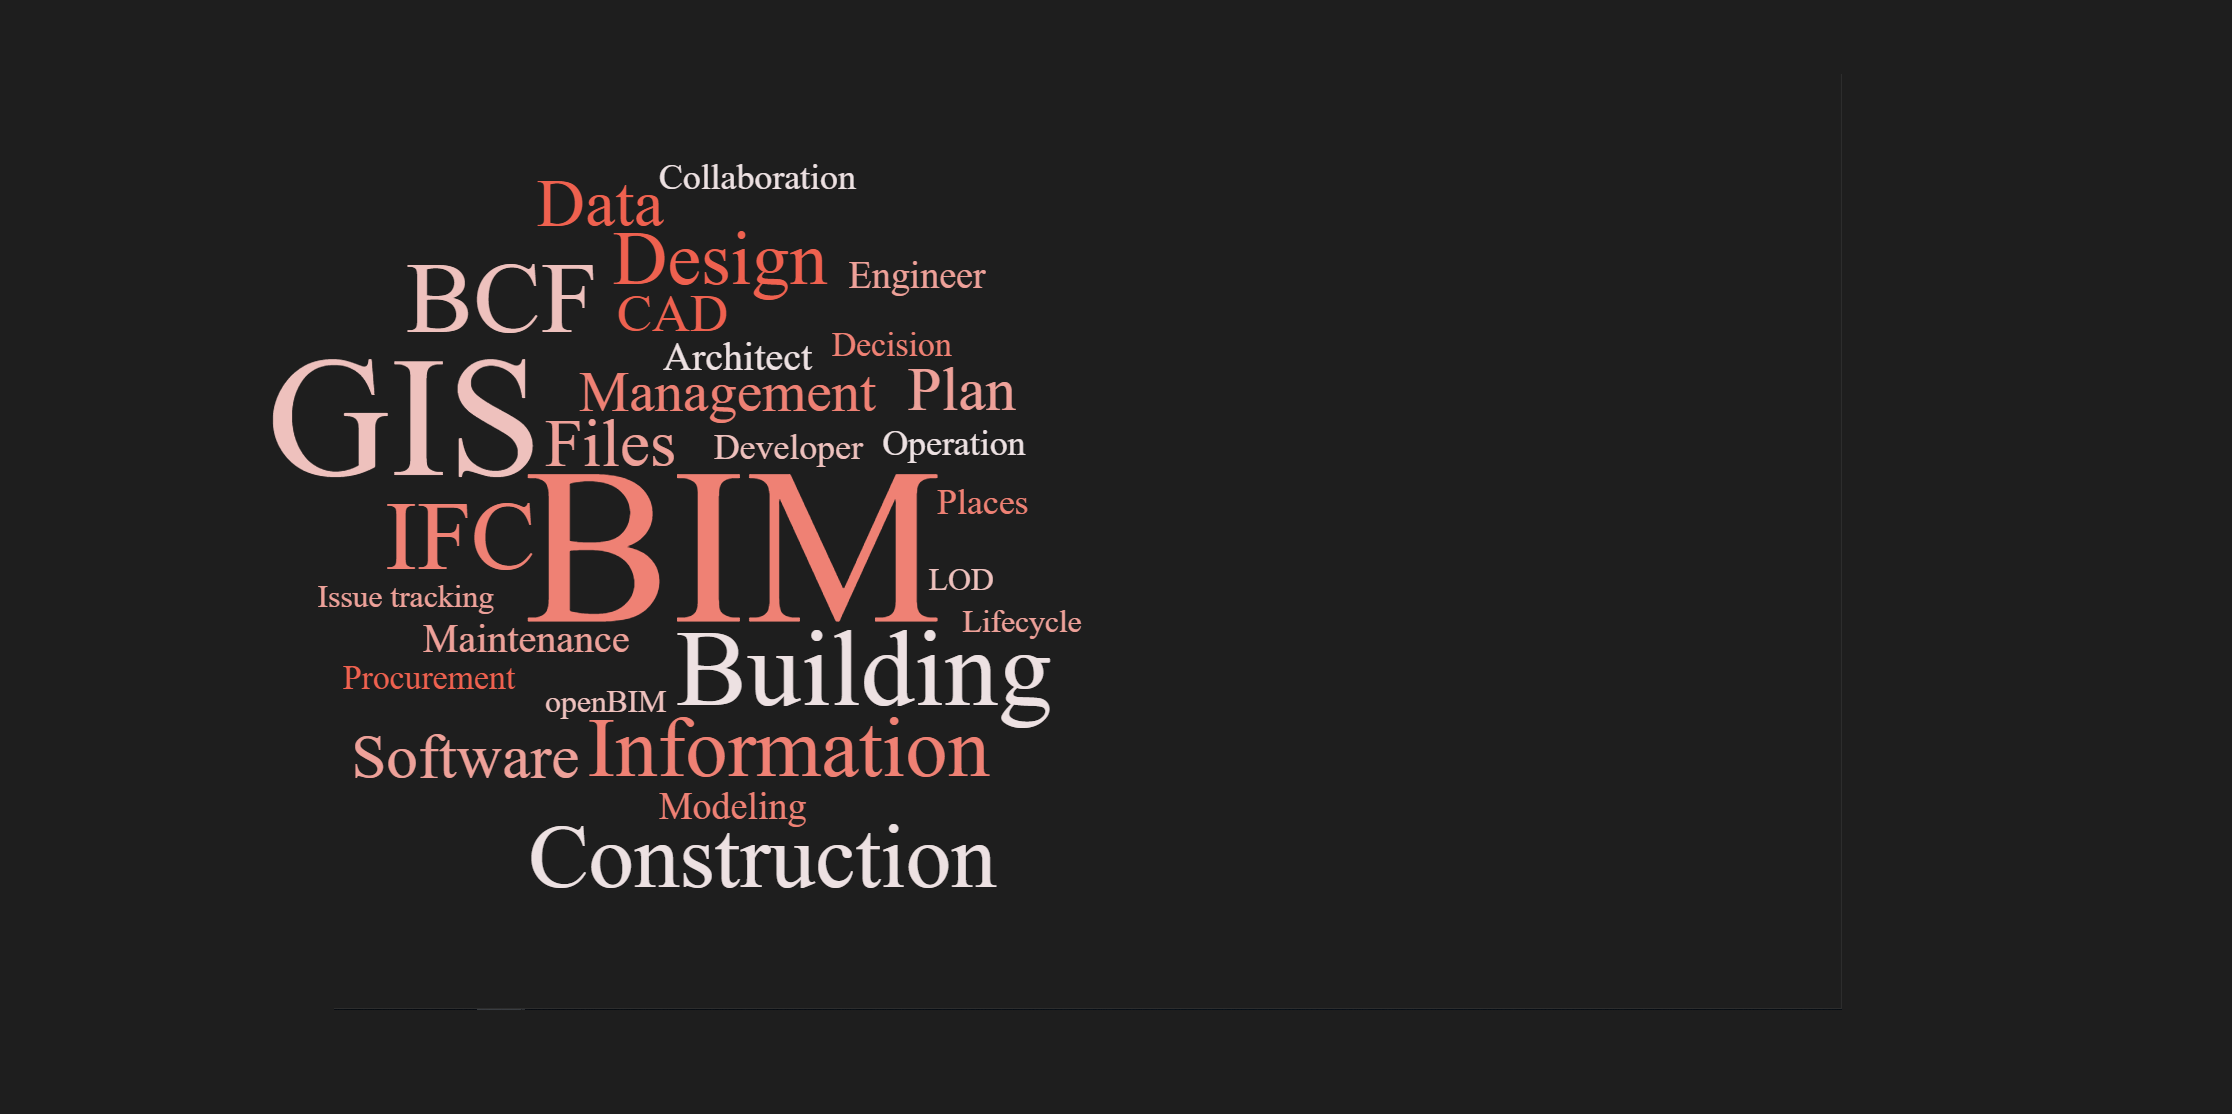 Collaboration
Data
Design
Engineer
BCF
CAD
Decision
Architect
GIS
Management
Plan
Files
Developer
Operation
BIM
Places
IFC
LOD
Issue tracking
Lifecycle
Maintenance
Building
Procurement
openBIM
Software
Information
Modeling
Construction